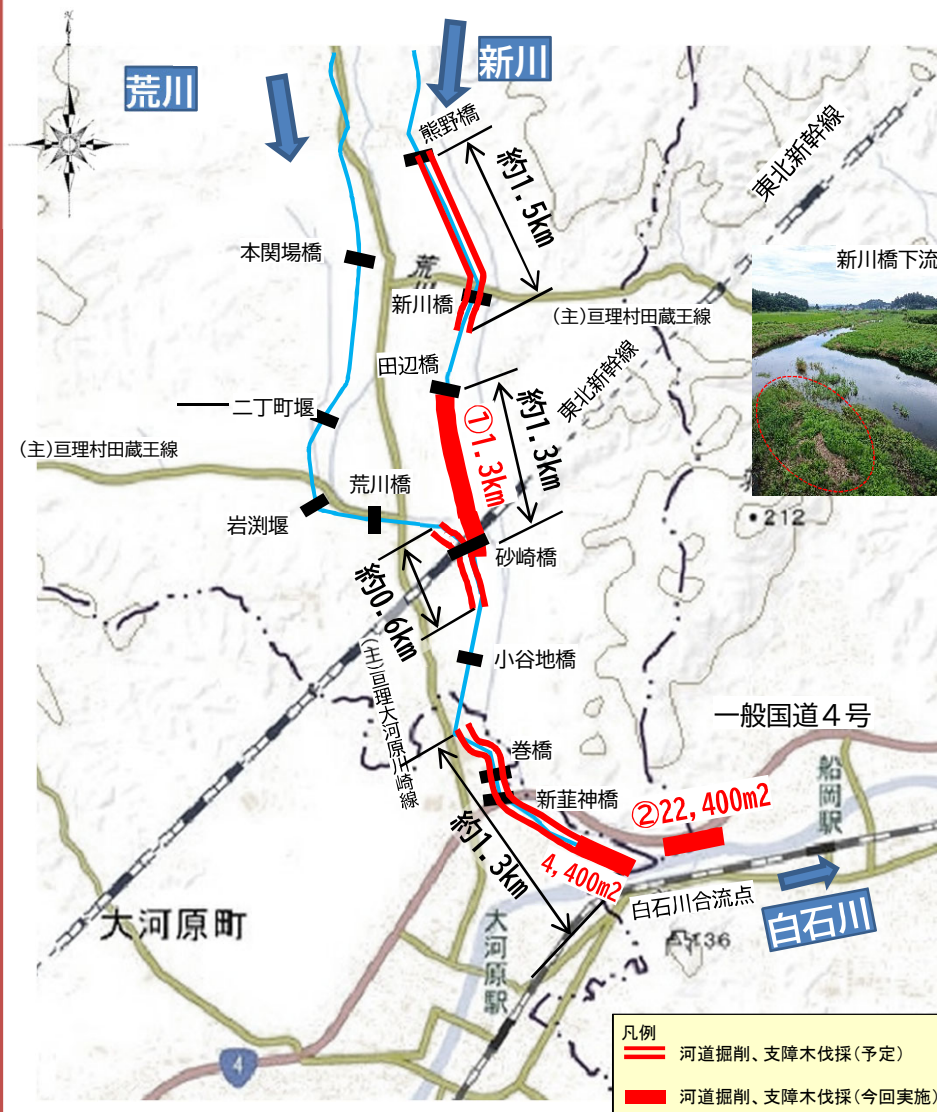 新川
荒川
熊野橋
東北新幹線
約1.5km
本関場橋
荒川
新川橋下流
新川橋
(主)亘理村田蔵王線
田辺橋
東北新幹線
二丁町堰
①1.3km
約1.3km
(主)亘理村田蔵王線
荒川橋
岩渕堰
212
砂崎橋
約0.6km
小谷地橋
(主)亘理大河原川崎線
一般国道4号
巻橋
新韮神橋
船岡駅
②22,400m2
約1.3km
4,400m2
白石川合流点
大河原町
大河原駅
白石川
136
4
凡例
河道掘削、支障木伐採(予定)
河道掘削、支障木伐採(今回実施)